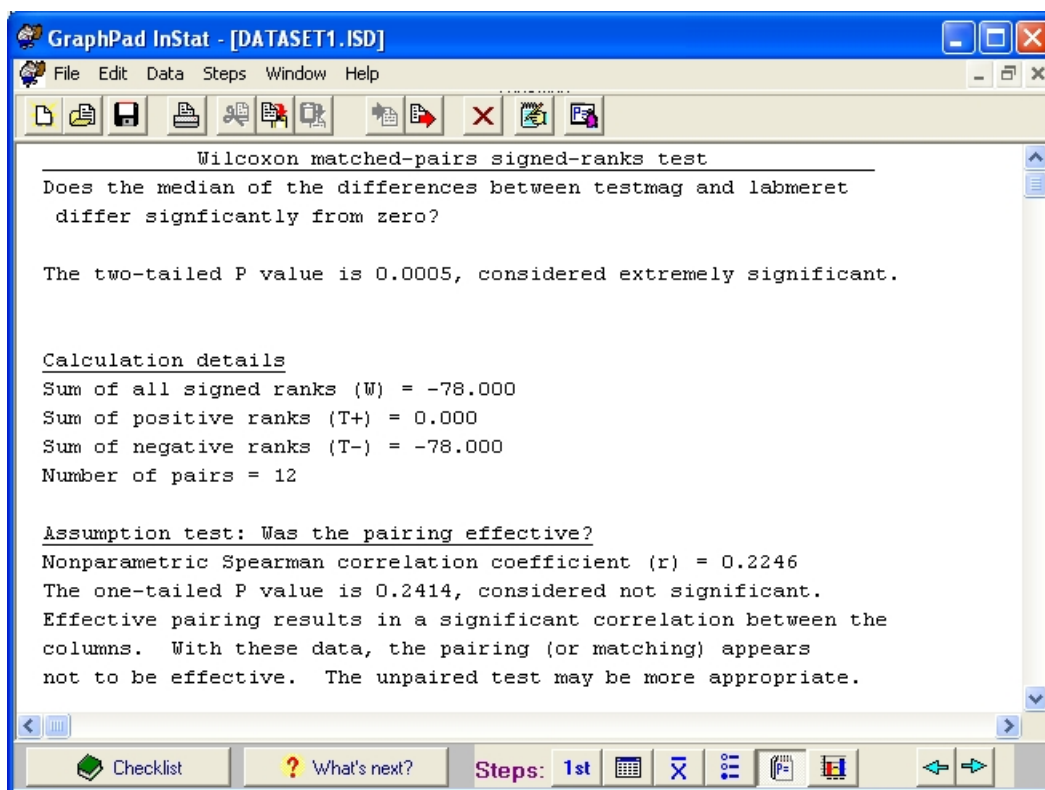 GraphPad InStat - [DATASET1.ISD]
File Edit Data Steps Window Help
Wilcoxon matched-pairs signed-ranks test
Does the median of the differences between testmag and labmeret
differ signficantly from zero?
The two-tailed P value is 0.0005, considered extremely significant.
Calculation details
Sum of all signed ranks (W) = -78.000
Sum of positive ranks (T+) = 0.000
Sum of negative ranks (T-) = -78.000
Number of pairs = 12
Assumption test: Was the pairing effective?
Nonparametric Spearman correlation coefficient (r) = 0.2246
The one-tailed P value is 0.2414, considered not significant.
Effective pairing results in a significant correlation between the
columns. With these data, the pairing (or matching) appears
not to be effective. The unpaired test may be more appropriate.
Checklist ? What's next? Steps: 1st x̄ P=